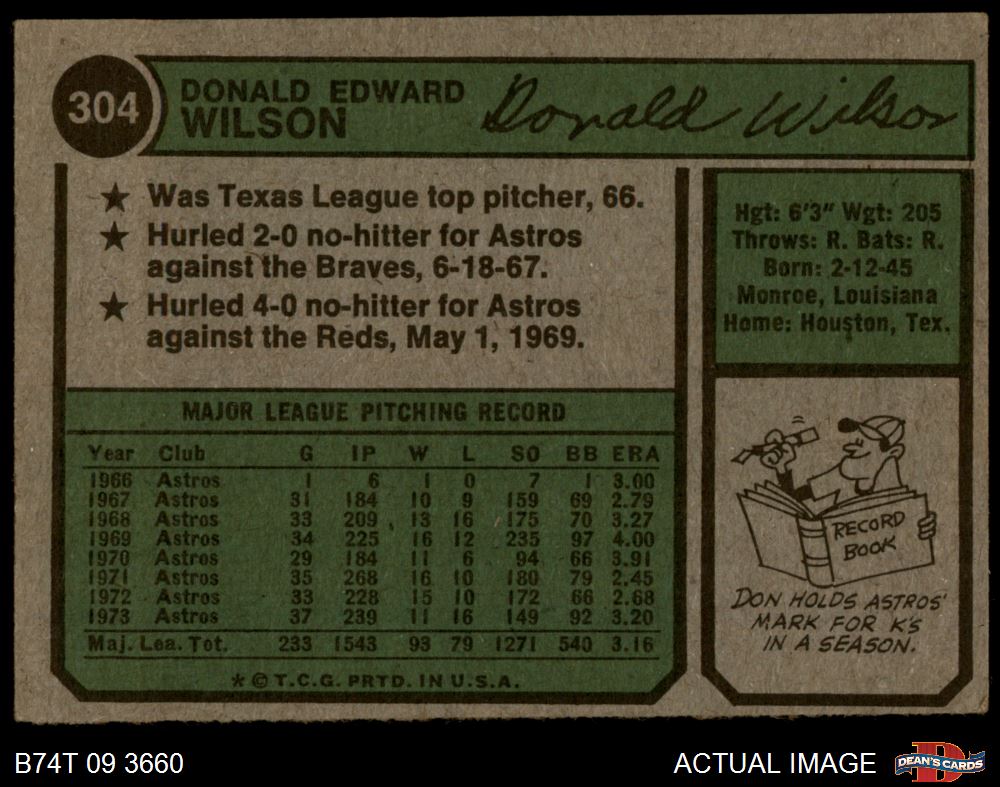 304
DONALD EDWARD
WILSON
Donald Wilson
★ Was Texas League top pitcher, 66.
★ Hurled 2-0 no-hitter for Astros
against the Braves, 6-18-67.
★ Hurled 4-0 no-hitter for Astros
against the Reds, May 1, 1969.
Hgt: 6'3" Wgt: 205
Throws: R. Bats: R.
Born: 2-12-45
Monroe, Louisiana
Home: Houston, Tex.
MAJOR LEAGUE PITCHING RECORD
Year Club G IP W L SO BB ERA
1966 Astros 1 6 1 0 7 1 3.00
1967 Astros 31 184 10 9 159 69 2.79
1968 Astros 33 209 13 16 175 70 3.27
1969 Astros 34 225 16 12 235 97 4.00
1970 Astros 29 184 11 6 94 66 3.91
1971 Astros 35 268 16 10 180 79 2.45
1972 Astros 33 228 15 10 172 66 2.68
1973 Astros 37 239 11 16 149 92 3.20
Maj. Lea. Tot. 233 1543 93 79 1271 540 3.16
* © T.C.G. PRTD. IN U.S.A.
RECORD
BOOK
DON HOLDS ASTROS'
MARK FOR K'S
IN A SEASON.
B74T 09 3660
ACTUAL IMAGE
DEAN'S CARDS